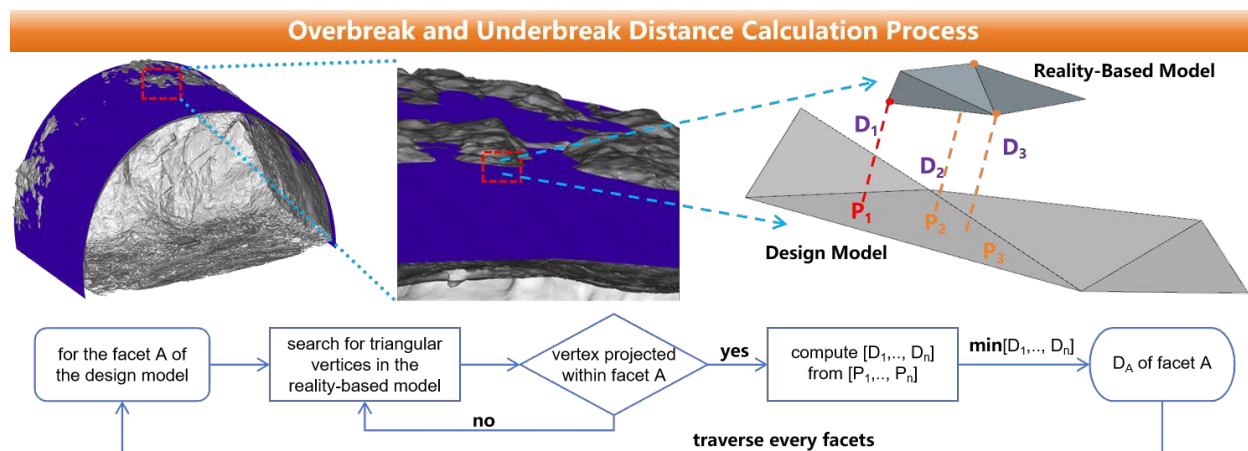 Overbreak and Underbreak Distance Calculation Process
Reality-Based Model
D1
D2
D3
P1
P2
P3
Design Model
for the facet A of
the design model
search for triangular
vertices in the
reality-based model
vertex projected
within facet A
yes
compute [D1,.., Dn]
from [P1,.., Pn]
min[D1,.., Dn]
DA of facet A
no
traverse every facets